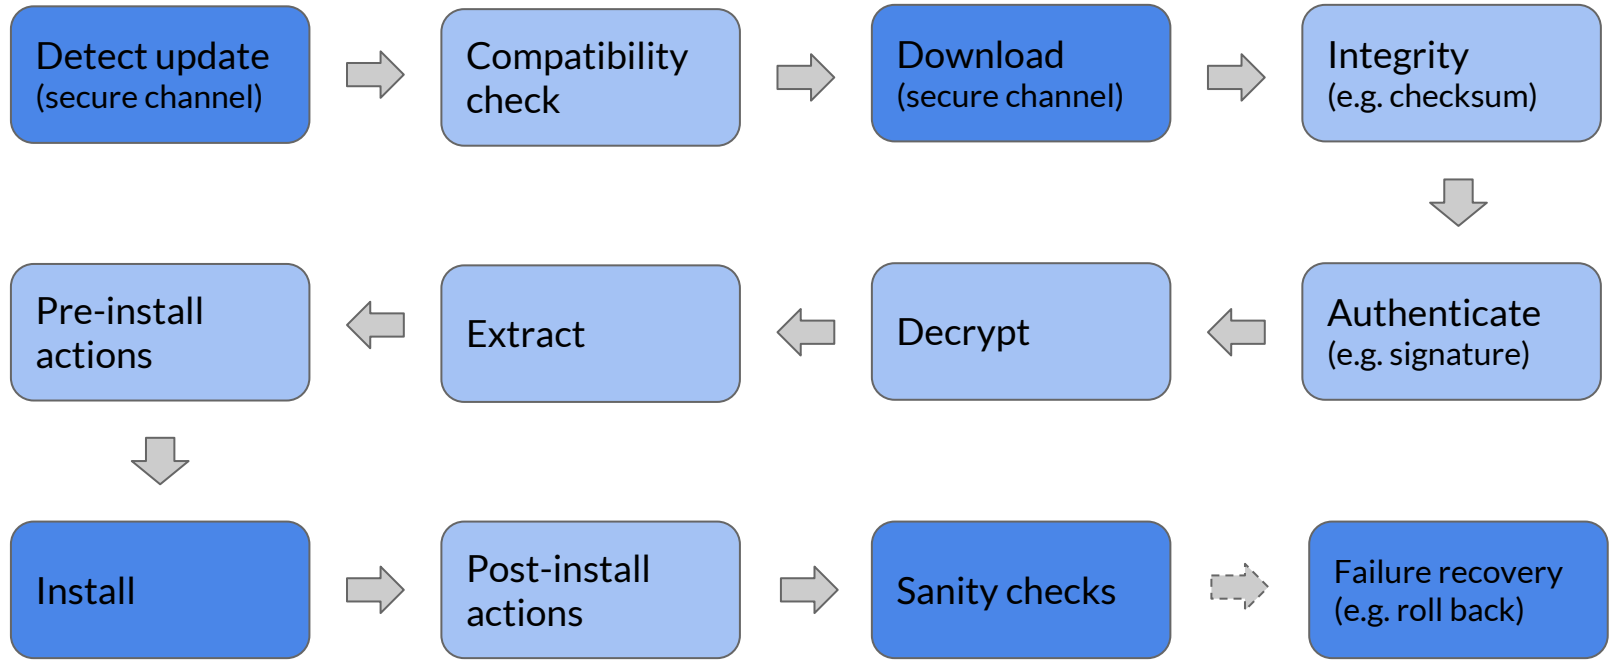 Detect update
(secure channel)
Compatibility
check
Download
(secure channel)
Integrity
(e.g. checksum)
Authenticate
(e.g. signature)
Decrypt
Extract
Pre-install
actions
Install
Post-install
actions
Sanity checks
Failure recovery
(e.g. roll back)